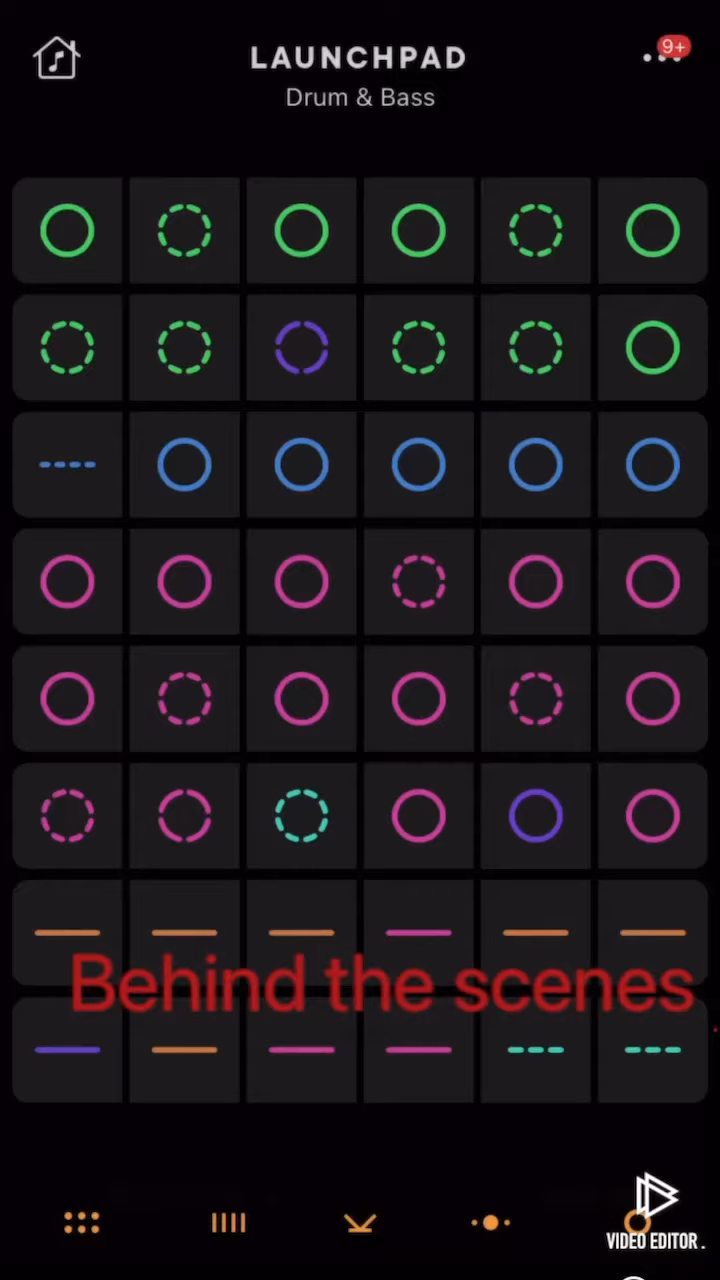 LAUNCHPAD
9+
Drum & Bass
Behind the scenes
VIDEO EDITOR.